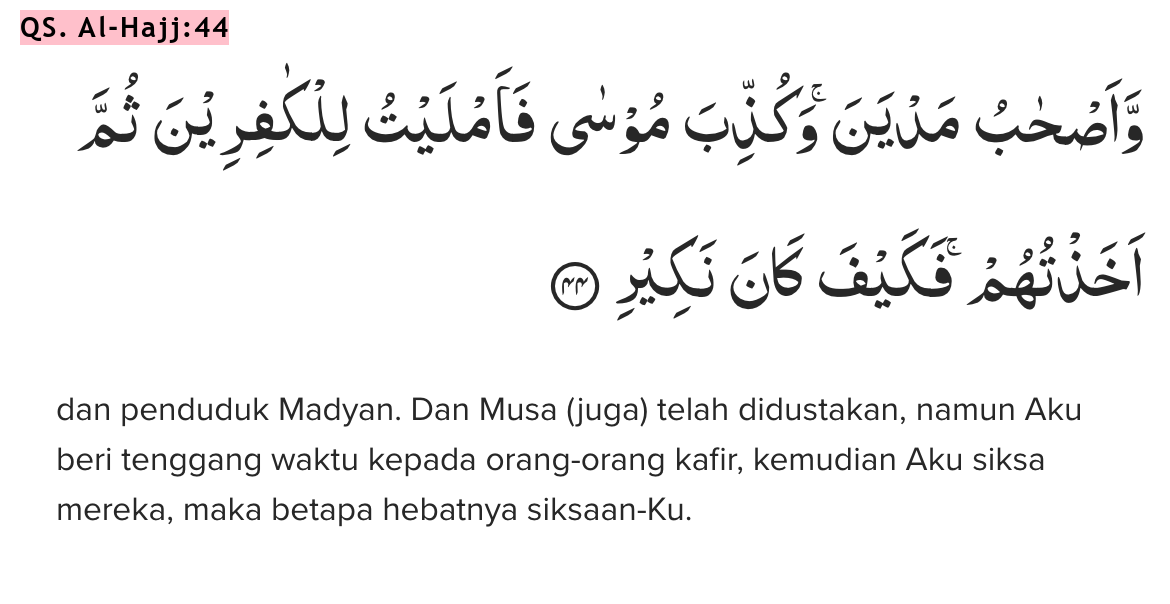 QS. Al-Hajj:44
وَّاَصْحٰبُ مَدْيَنَۚ وَكُذِّبَ مُوْسٰى فَاَمْلَيْتُ لِلْكٰفِرِيْنَ ثُمَّ
اَخَذْتُهُمْۚ فَكَيْفَ كَانَ نَكِيْرِ ٤٤
dan penduduk Madyan. Dan Musa (juga) telah didustakan, namun Aku
beri tenggang waktu kepada orang-orang kafir, kemudian Aku siksa
mereka, maka betapa hebatnya siksaan-Ku.